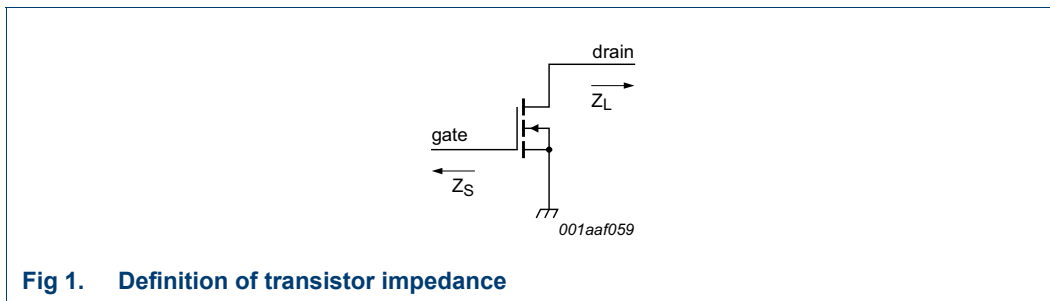 drain
Z_L
gate
Z_S
001aaf059
Fig 1. Definition of transistor impedance